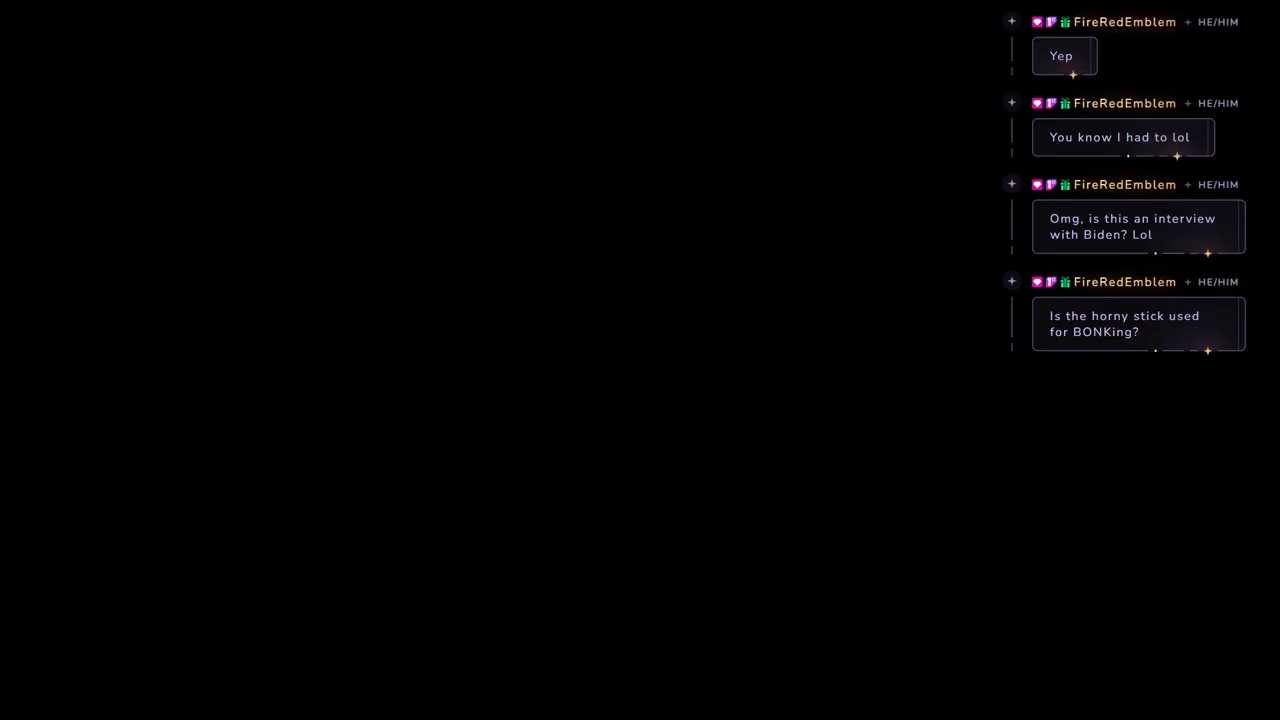 FireRedEmblem HE/HIM
Yep
FireRedEmblem HE/HIM
You know I had to lol
FireRedEmblem HE/HIM
Omg, is this an interview
with Biden? Lol
FireRedEmblem HE/HIM
Is the horny stick used
for BONKing?